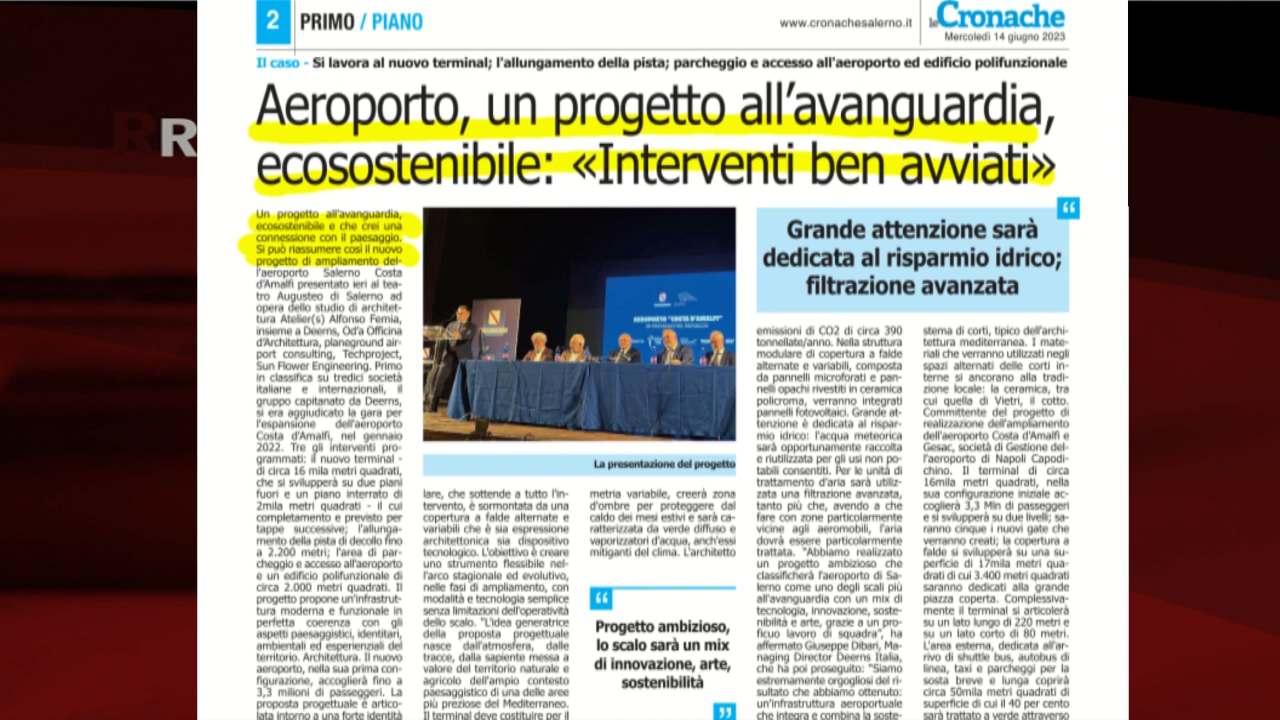 2 PRIMO / PIANO
www.cronachesalerno.it
le Cronache
Mercoledì 14 giugno 2023
Il caso - Si lavora al nuovo terminal; l'allungamento della pista; parcheggio e accesso all'aeroporto ed edificio polifunzionale
Aeroporto, un progetto all'avanguardia,
ecosostenibile: «Interventi ben avviati»
Un progetto all'avanguardia,
ecosostenibile e che crei una
connessione con il paesaggio.
Si può riassumere così il nuovo
progetto di ampliamento del-
l'aeroporto Salerno Costa
d'Amalfi presentato ieri al tea-
tro Augusteo di Salerno ad
opera dello studio di architet-
tura Atelier(s) Alfonso Femia,
insieme a Deerns, Od'a Officina
d'Architettura, planeground air-
port consulting, Techproject,
Sun Flower Engineering. Primo
in classifica su tredici società
italiane e internazionali, il
gruppo capitanato da Deerns,
si era aggiudicato la gara per
l'espansione dell'aeroporto
Costa d'Amalfi, nel gennaio
2022. Tre gli interventi pro-
grammati: il nuovo terminal -
di circa 16 mila metri quadrati,
che si svilupperà su due piani
fuori e un piano interrato di
2mila metri quadrati - il cui
completamento e previsto per
tappe successive; l'allunga-
mento della pista di decollo fino
a 2.200 metri; l'area di par-
cheggio e accesso all'aeroporto
e un edificio polifunzionale di
circa 2.000 metri quadrati. Il
progetto propone un'infrastrut-
tura moderna e funzionale in
perfetta coerenza con gli
aspetti paesaggistici, identitari,
ambientali ed esperienziali del
territorio. Architettura. Il nuovo
aeroporto, nella sua prima con-
figurazione, accoglierà fino a
3,3 milioni di passeggeri. La
proposta progettuale è artico-
lata intorno a una forte identità
AEROPORTO "COSTA D'AMALFI"
La presentazione del progetto
lare, che sottende a tutto l'in-
tervento, è sormontata da una
copertura a falde alternate e
variabili che è sia espressione
architettonica sia dispositivo
tecnologico. L'obiettivo è creare
uno strumento flessibile nel-
l'arco stagionale ed evolutivo,
nelle fasi di ampliamento, con
modalità e tecnologia semplice
senza limitazioni dell'operatività
dello scalo. "L'idea generatrice
della proposta progettuale
nasce dall'atmosfera, dalle
tracce, dalla sapiente messa a
valore del territorio naturale e
agricolo dell'ampio contesto
paesaggistico di una delle aree
più preziose del Mediterraneo.
Il terminal deve costituire per il
metria variabile, creerà zona
d'ombre per proteggere dal
caldo dei mesi estivi e sarà ca-
ratterizzata da verde diffuso e
vaporizzatori d'acqua, anch'essi
mitiganti del clima. L'architetto
Progetto ambizioso,
lo scalo sarà un mix
di innovazione, arte,
sostenibilità
Grande attenzione sarà
dedicata al risparmio idrico;
filtrazione avanzata
emissioni di CO2 di circa 390
tonnellate/anno. Nella struttura
modulare di copertura a falde
alternate e variabili, composta
da pannelli microforati e pan-
nelli opachi rivestiti in ceramica
policroma, verranno integrati
pannelli fotovoltaici. Grande at-
tenzione è dedicata al rispar-
mio idrico: l'acqua meteorica
sarà opportunamente raccolta
e riutilizzata per gli usi non po-
tabili consentiti. Per le unità di
trattamento d'aria sarà utiliz-
zata una filtrazione avanzata,
tanto più che, avendo a che
fare con zone particolarmente
vicine agli aeromobili, l'aria
dovrà essere particolarmente
trattata. "Abbiamo realizzato
un progetto ambizioso che
classificherà l'aeroporto di Sa-
lerno come uno degli scali più
all'avanguardia con un mix di
tecnologia, innovazione, soste-
nibilità e arte, grazie a un pro-
ficuo lavoro di squadra", ha
affermato Giuseppe Dibari, Ma-
naging Director Deerns Italia,
che ha poi proseguito: "Siamo
estremamente orgogliosi del ri-
sultato che abbiamo ottenuto:
un'infrastruttura aeroportuale
che integra e combina la soste-
stema di corti, tipico dell'archi-
tettura mediterranea. I mate-
riali che verranno utilizzati negli
spazi alternati delle corti in-
terne si ancorano alla tradi-
zione locale: la ceramica, tra
cui quella di Vietri, il cotto.
Committente del progetto di
realizzazione dell'ampliamento
dell'aeroporto Costa d'Amalfi e
Gesac, società di Gestione del-
l'aeroporto di Napoli Capodi-
chino. Il terminal di circa
16mila metri quadrati, nella
sua configurazione iniziale ac-
coglierà 3,3 Mln di passeggeri
e si svilupperà su due livelli; sa-
ranno cinque i nuovi gate che
verranno creati; la copertura a
falde si svilupperà su una su-
perficie di 17mila metri qua-
drati di cui 3.400 metri quadrati
saranno dedicati alla grande
piazza coperta. Complessiva-
mente il terminal si articolerà
su un lato lungo di 220 metri e
su un lato corto di 80 metri.
L'area esterna, dedicata all'ar-
rivo di shuttle bus, autobus di
linea, taxi e parcheggi per la
sosta breve e lunga coprirà
circa 50mila metri quadrati di
superficie di cui il 40 per cento
sarà trattato a verde attraverso